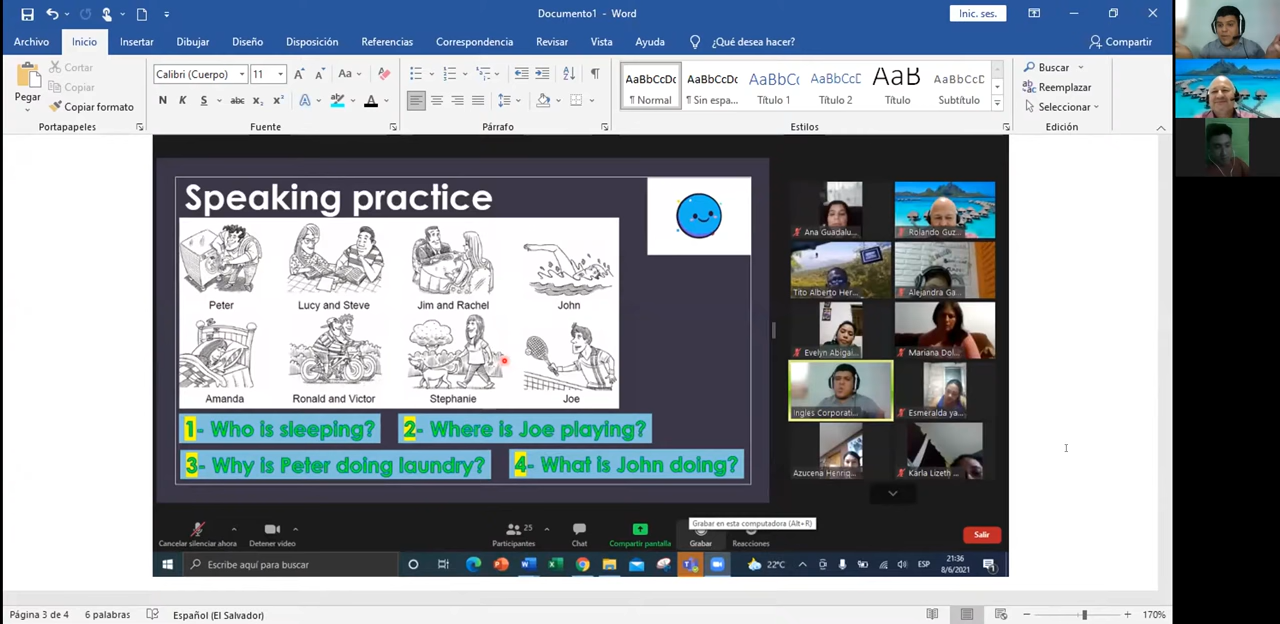 Documento1 - Word
Inic. ses.
Archivo Inicio Insertar Dibujar Diseño Disposición Referencias Correspondencia Revisar Vista Ayuda ¿Qué desea hacer? Compartir
Pegar
Cortar
Copiar
Copiar formato
Portapapeles
Calibri (Cuerpo) 11
Aa
N K S abc x₂ x²
Fuente
Párrafo
AaBbCcDc AaBbCcDc AaBbCc AaBbCcD AaB AaBbCcD
¶ Normal ¶ Sin espa... Título 1 Título 2 Título Subtítulo
Estilos
Buscar
Reemplazar
Seleccionar
Edición
Speaking practice
Peter Lucy and Steve Jim and Rachel John
Amanda Ronald and Victor Stephanie Joe
1- Who is sleeping? 2- Where is Joe playing?
3- Why is Peter doing laundry? 4- What is John doing?
Ana Guadalu... Rolando Guz...
Tito Alberto Her... Alejandra Ga...
Evelyn Abigai... Mariana Dol...
Ingles Corporati... Esmeralda ya...
Azucena Henriq... Karla Lizeth
Grabar en esta computadora (Alt+R)
25
Cancelar silenciar ahora Detener video Participantes Chat Compartir pantalla Grabar Reacciones Salir
Escribe aquí para buscar
22°C
ESP
21:36
8/6/2021
Página 3 de 4 6 palabras Español (El Salvador) 170%